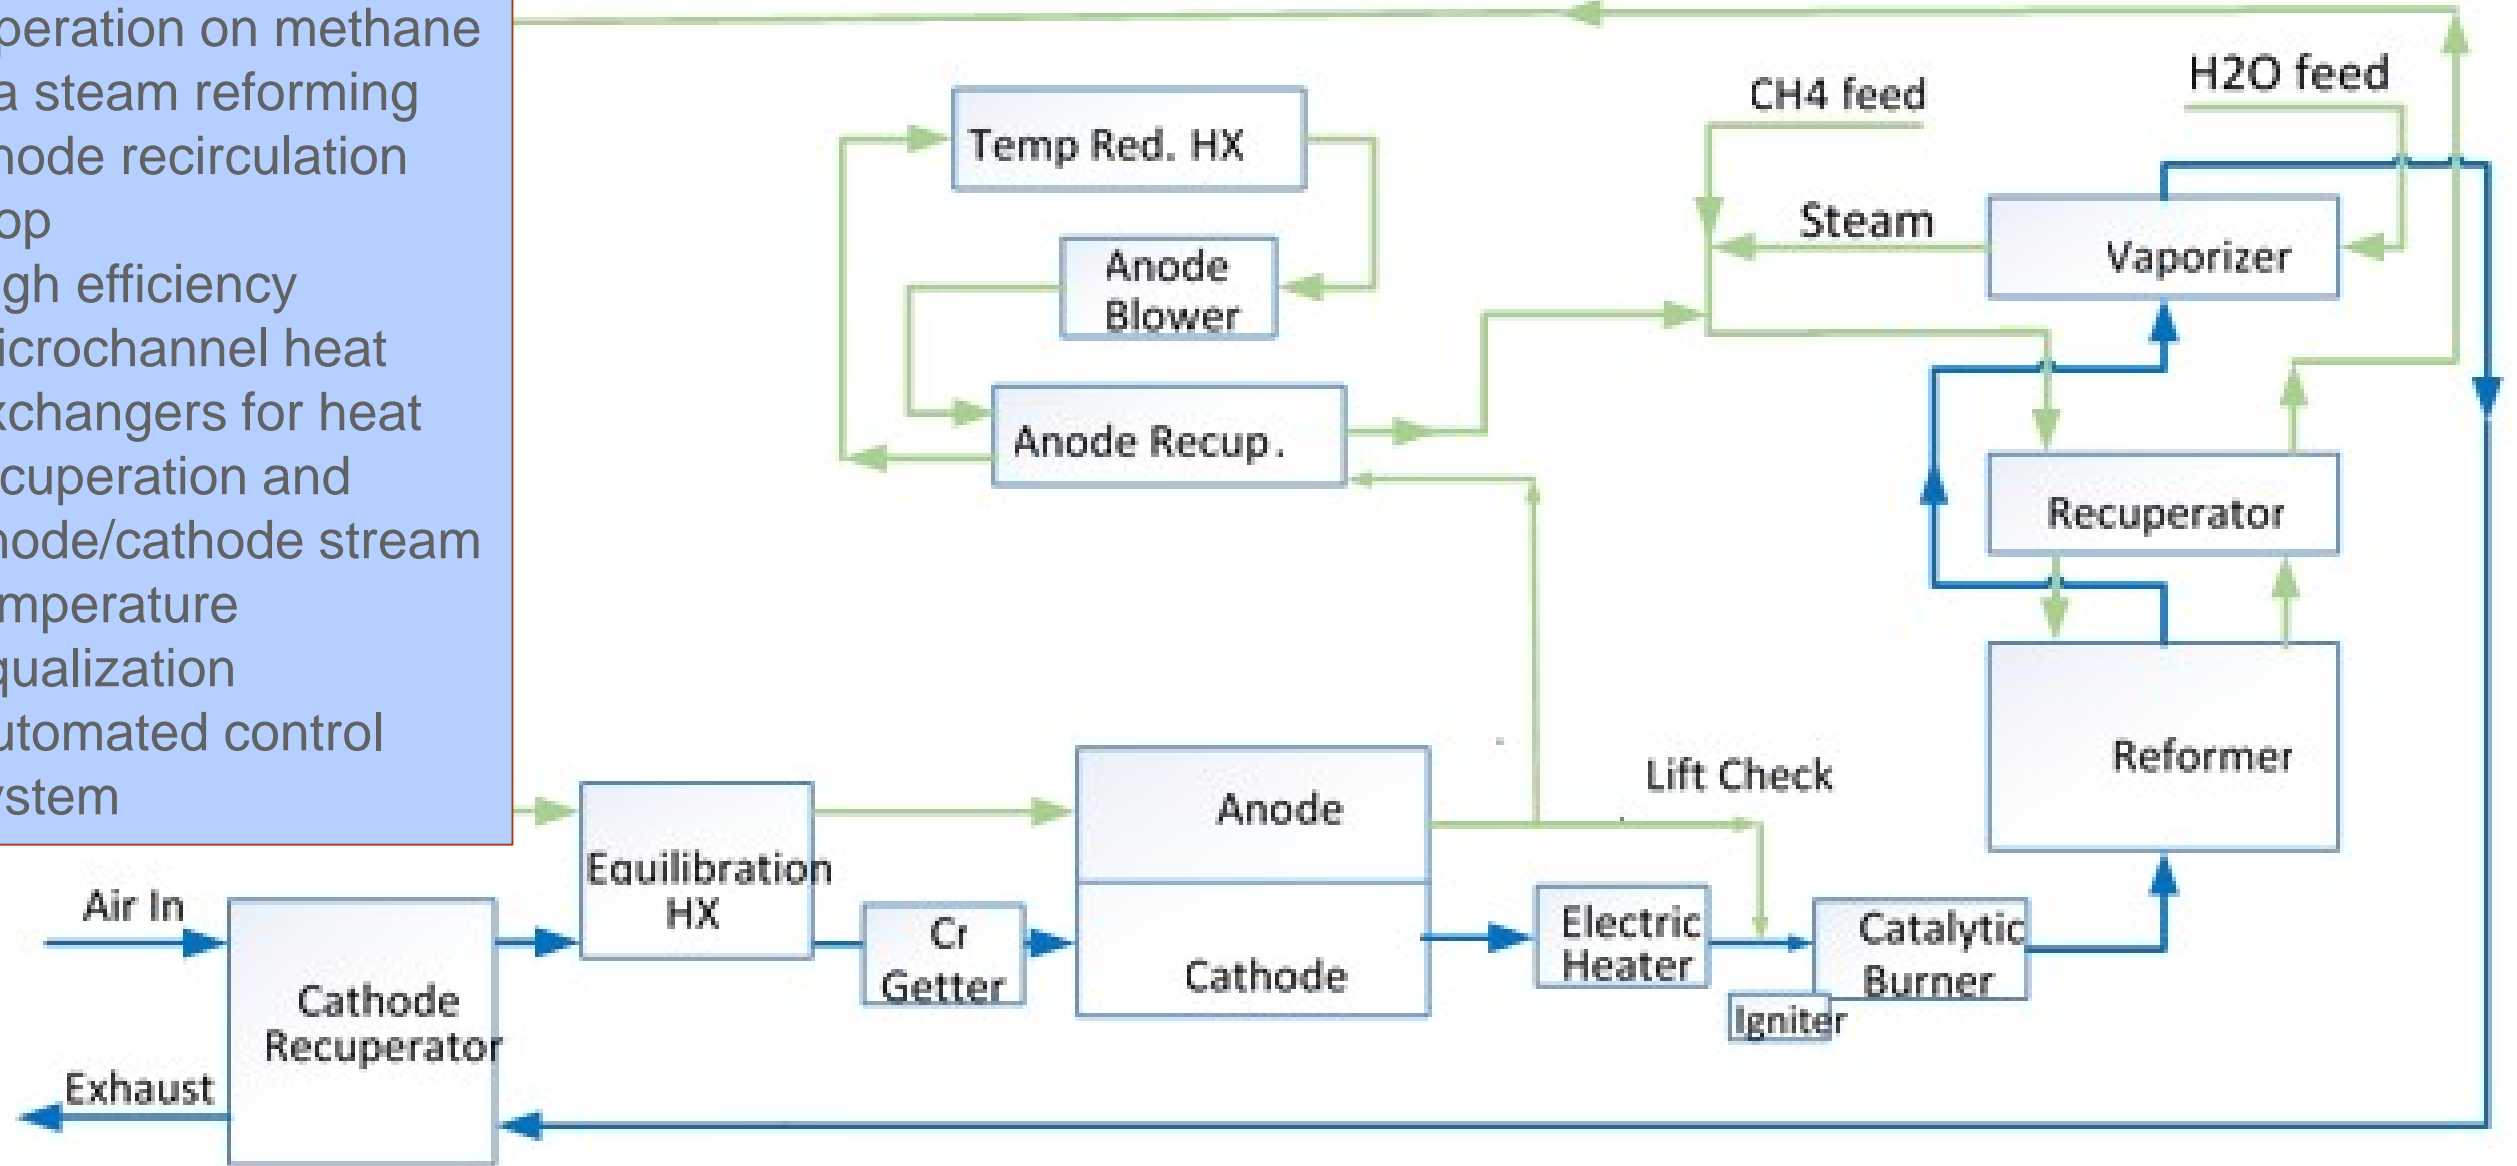 peration on methane
a steam reforming
node recirculation
op
gh efficiency
icrochannel heat
xchangers for heat
cuperation and
node/cathode stream
mperature
qualization
utomated control
ystem
CH4 feed
H2O feed
Temp Red. HX
Steam
Vaporizer
Anode
Blower
Anode Recup.
Recuperator
Reformer
Lift Check
Anode
Cathode
Equilibration
HX
Air In
Cr
Getter
Electric
Heater
Catalytic
Burner
Igniter
Cathode
Recuperator
Exhaust